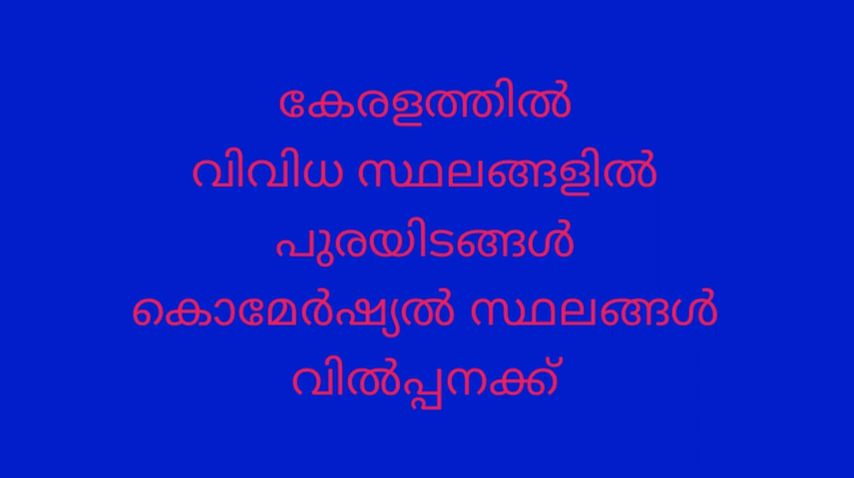 കേരളത്തിൽ
വിവിധ സ്ഥലങ്ങളിൽ
പുരയിടങ്ങൾ
കൊമേർഷ്യൽ സ്ഥലങ്ങൾ
വിൽപ്പനക്ക്